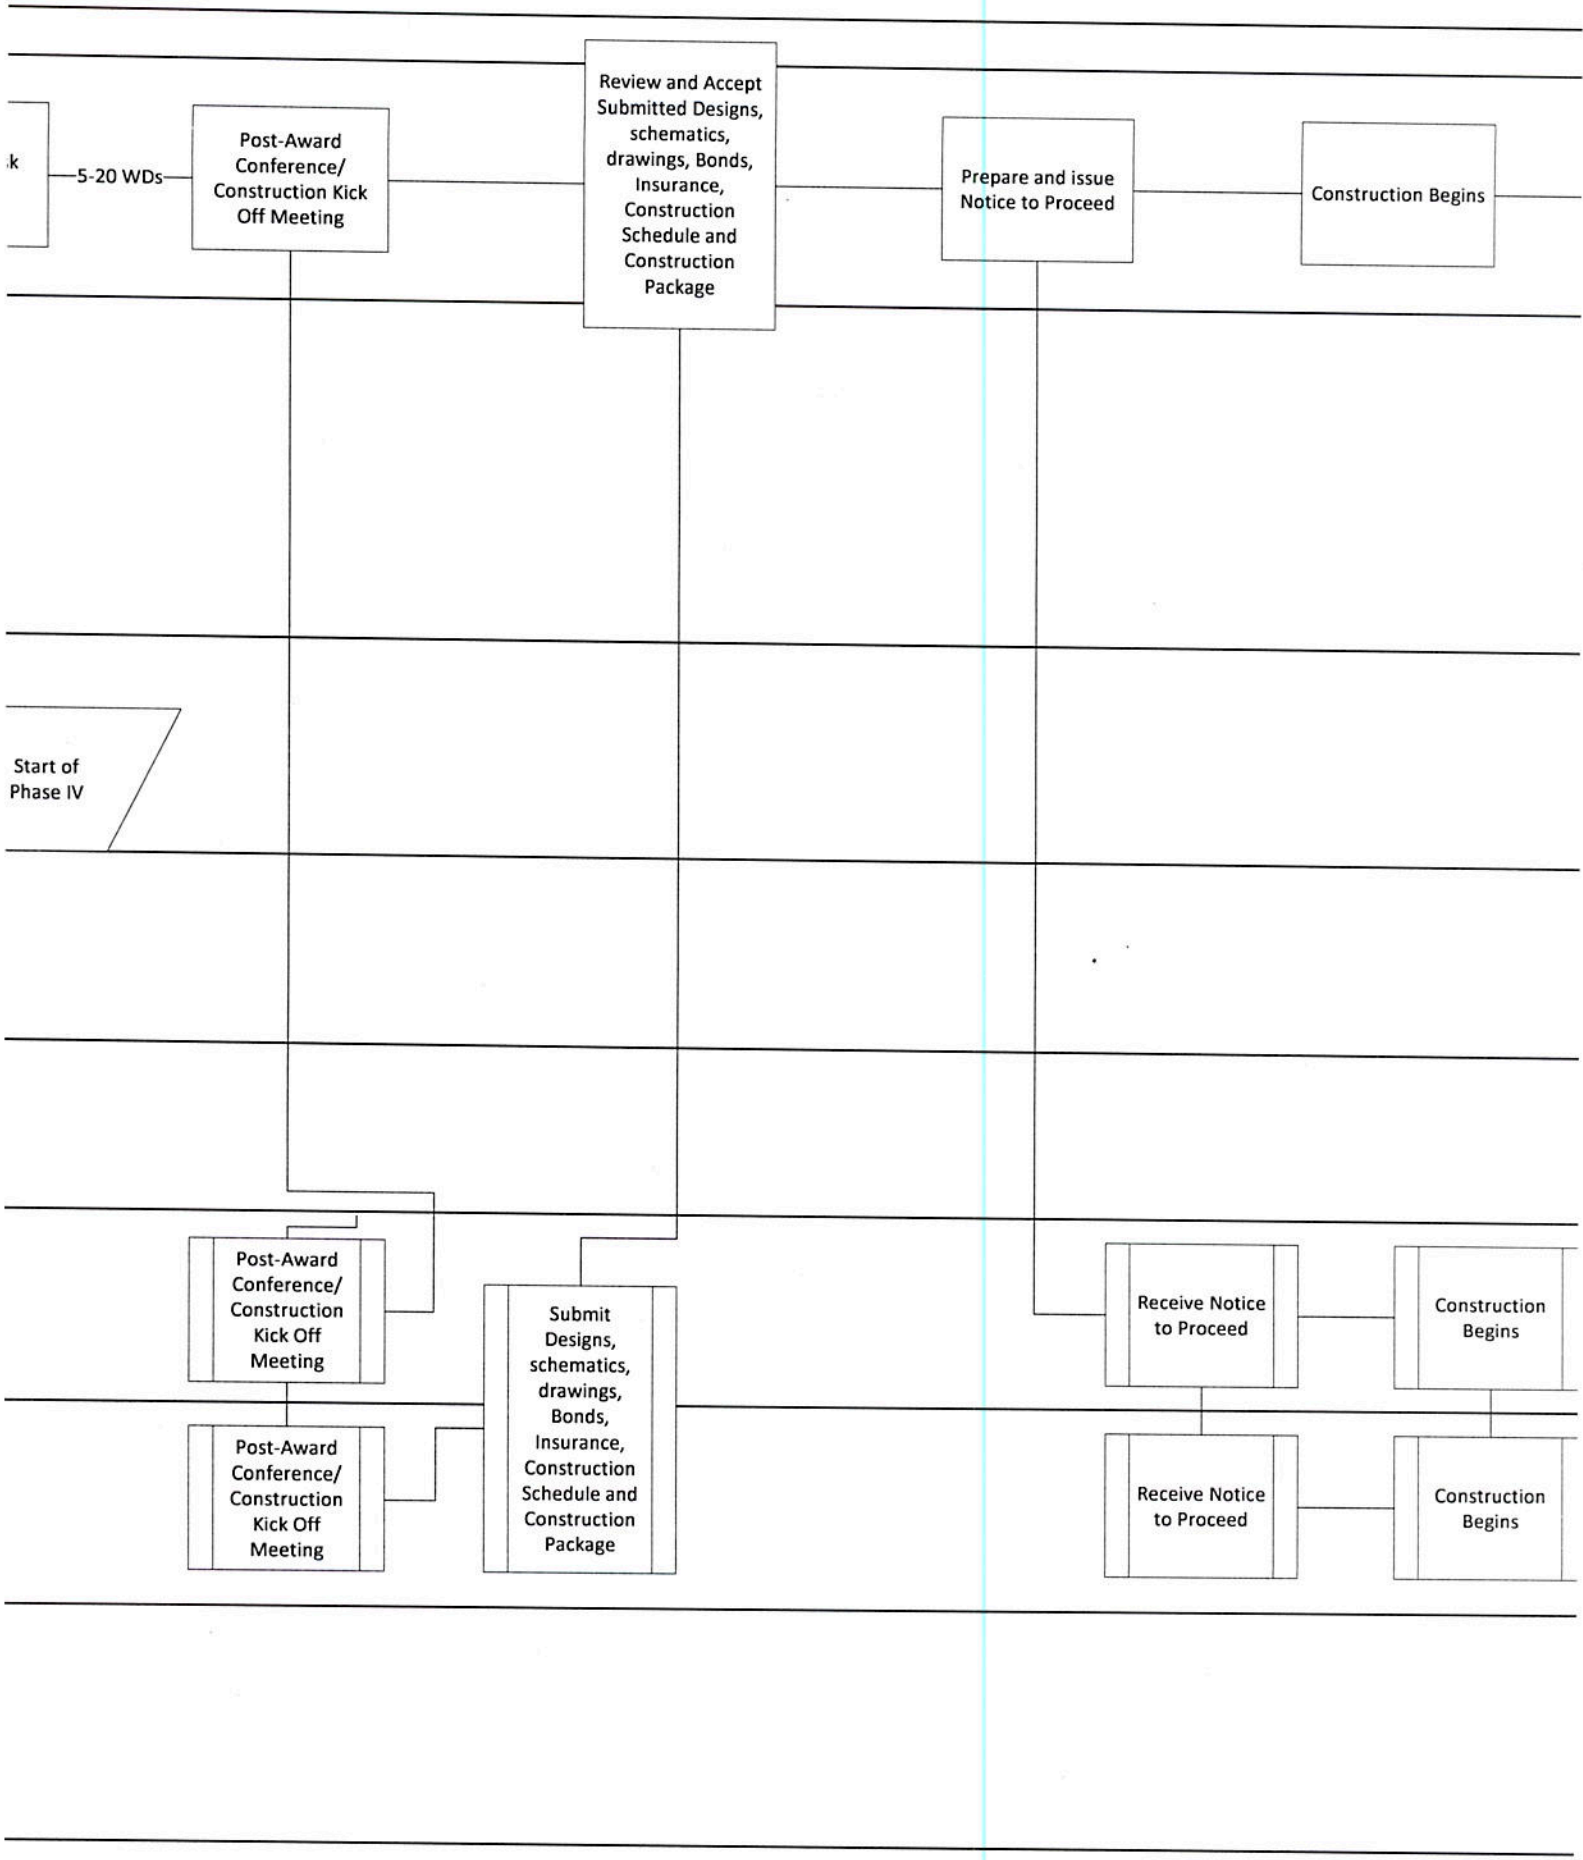 k
5-20 WDs
Post-Award
Conference/
Construction Kick
Off Meeting
Review and Accept
Submitted Designs,
schematics,
drawings, Bonds,
Insurance,
Construction
Schedule and
Construction
Package
Prepare and issue
Notice to Proceed
Construction Begins
Start of
Phase IV
Post-Award
Conference/
Construction
Kick Off
Meeting
Submit
Designs,
schematics,
drawings,
Bonds,
Insurance,
Construction
Schedule and
Construction
Package
Receive Notice
to Proceed
Construction
Begins
Post-Award
Conference/
Construction
Kick Off
Meeting
Receive Notice
to Proceed
Construction
Begins